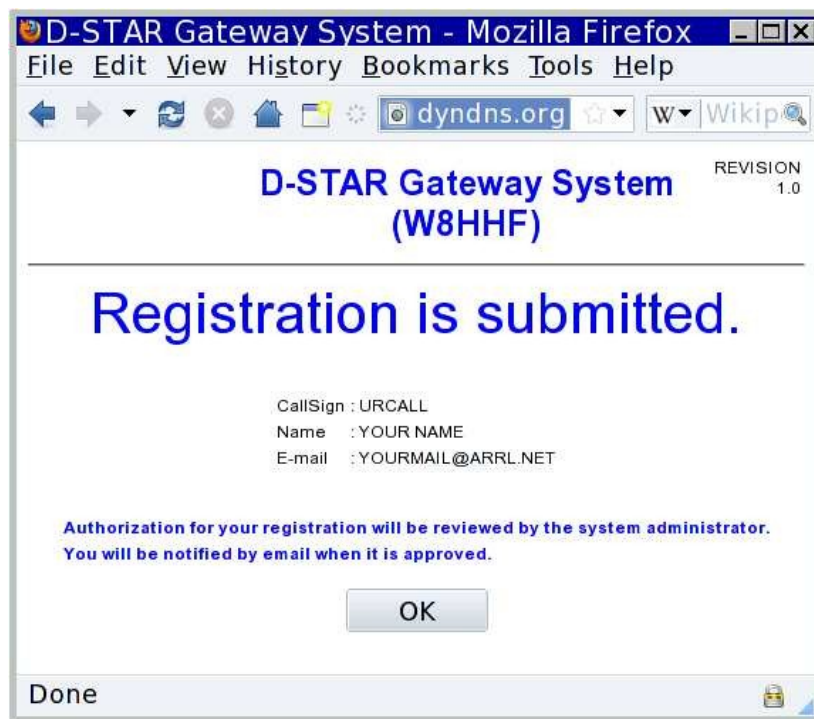 D-STAR Gateway System - Mozilla Firefox
File Edit View History Bookmarks Tools Help
dyndns.org W Wikip
D-STAR Gateway System
(W8HHF)
REVISION
1.0
Registration is submitted.
CallSign : URCALL
Name : YOUR NAME
E-mail : YOURMAIL@ARRL.NET
Authorization for your registration will be reviewed by the system administrator.
You will be notified by email when it is approved.
OK
Done